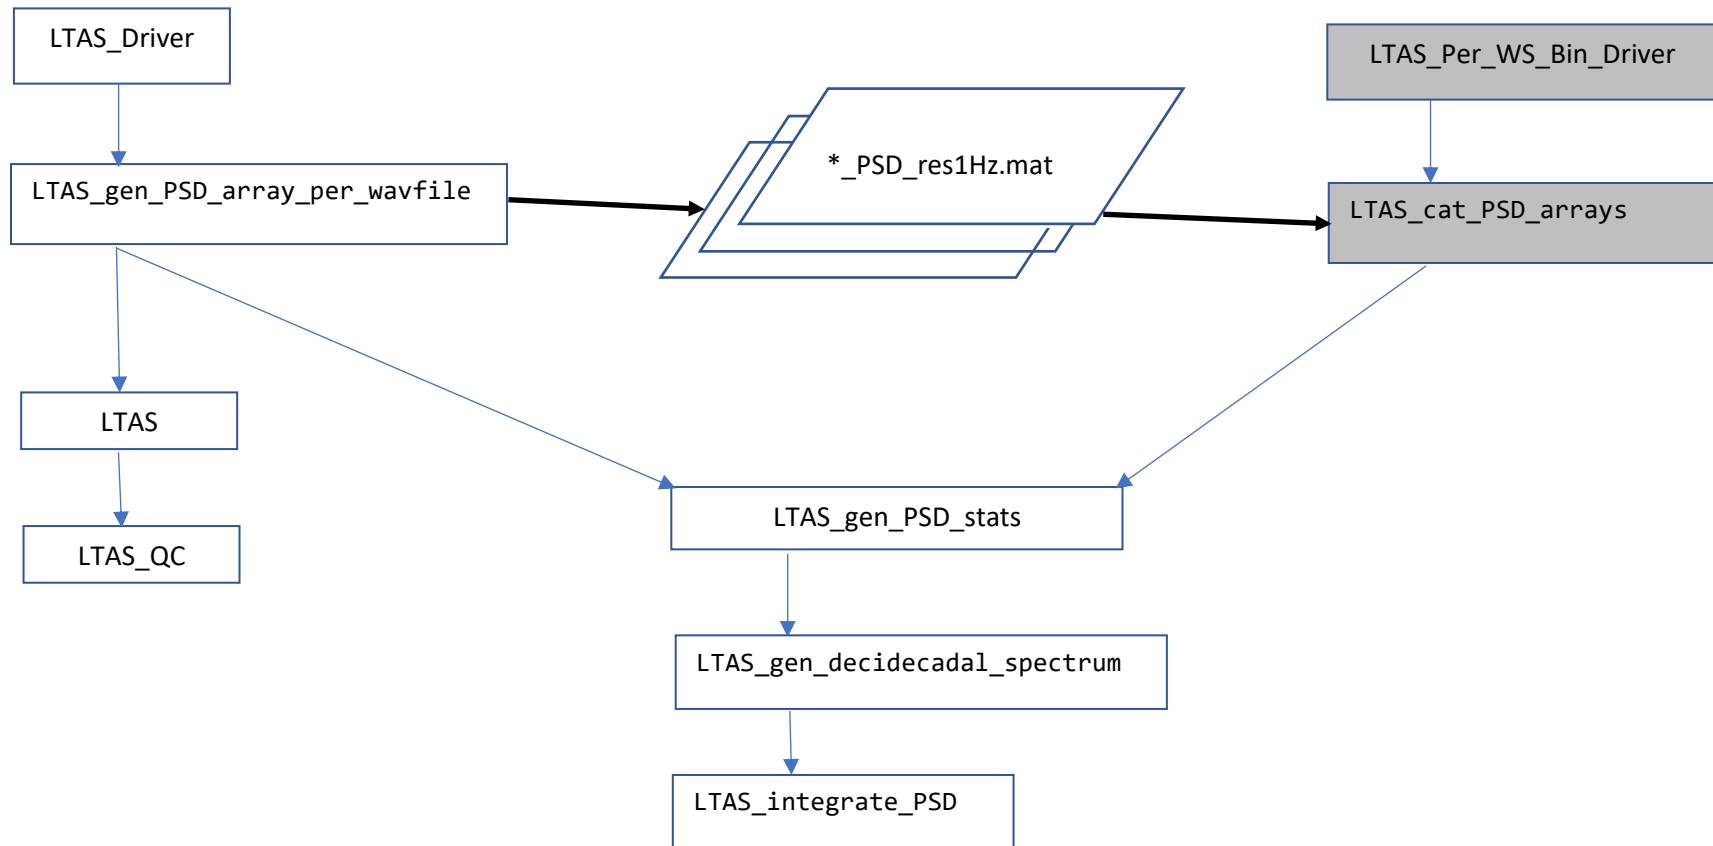 LTAS_Driver
LTAS_Per_WS_Bin_Driver
*_PSD_res1Hz.mat
LTAS_gen_PSD_array_per_wavfile
LTAS_cat_PSD_arrays
LTAS
LTAS_gen_PSD_stats
LTAS_QC
LTAS_gen_decidecadal_spectrum
LTAS_integrate_PSD